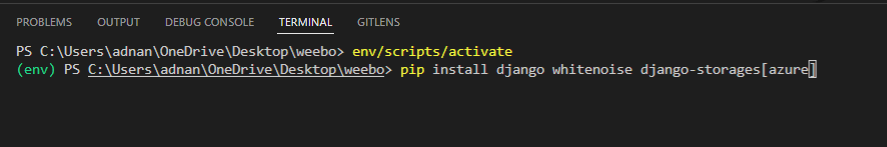 PROBLEMS OUTPUT DEBUG CONSOLE TERMINAL GITLENS
PS C:\Users\adnan\OneDrive\Desktop\weebo> env/scripts/activate
(env) PS C:\Users\adnan\OneDrive\Desktop\weebo> pip install django whitenoise django-storages[azure]